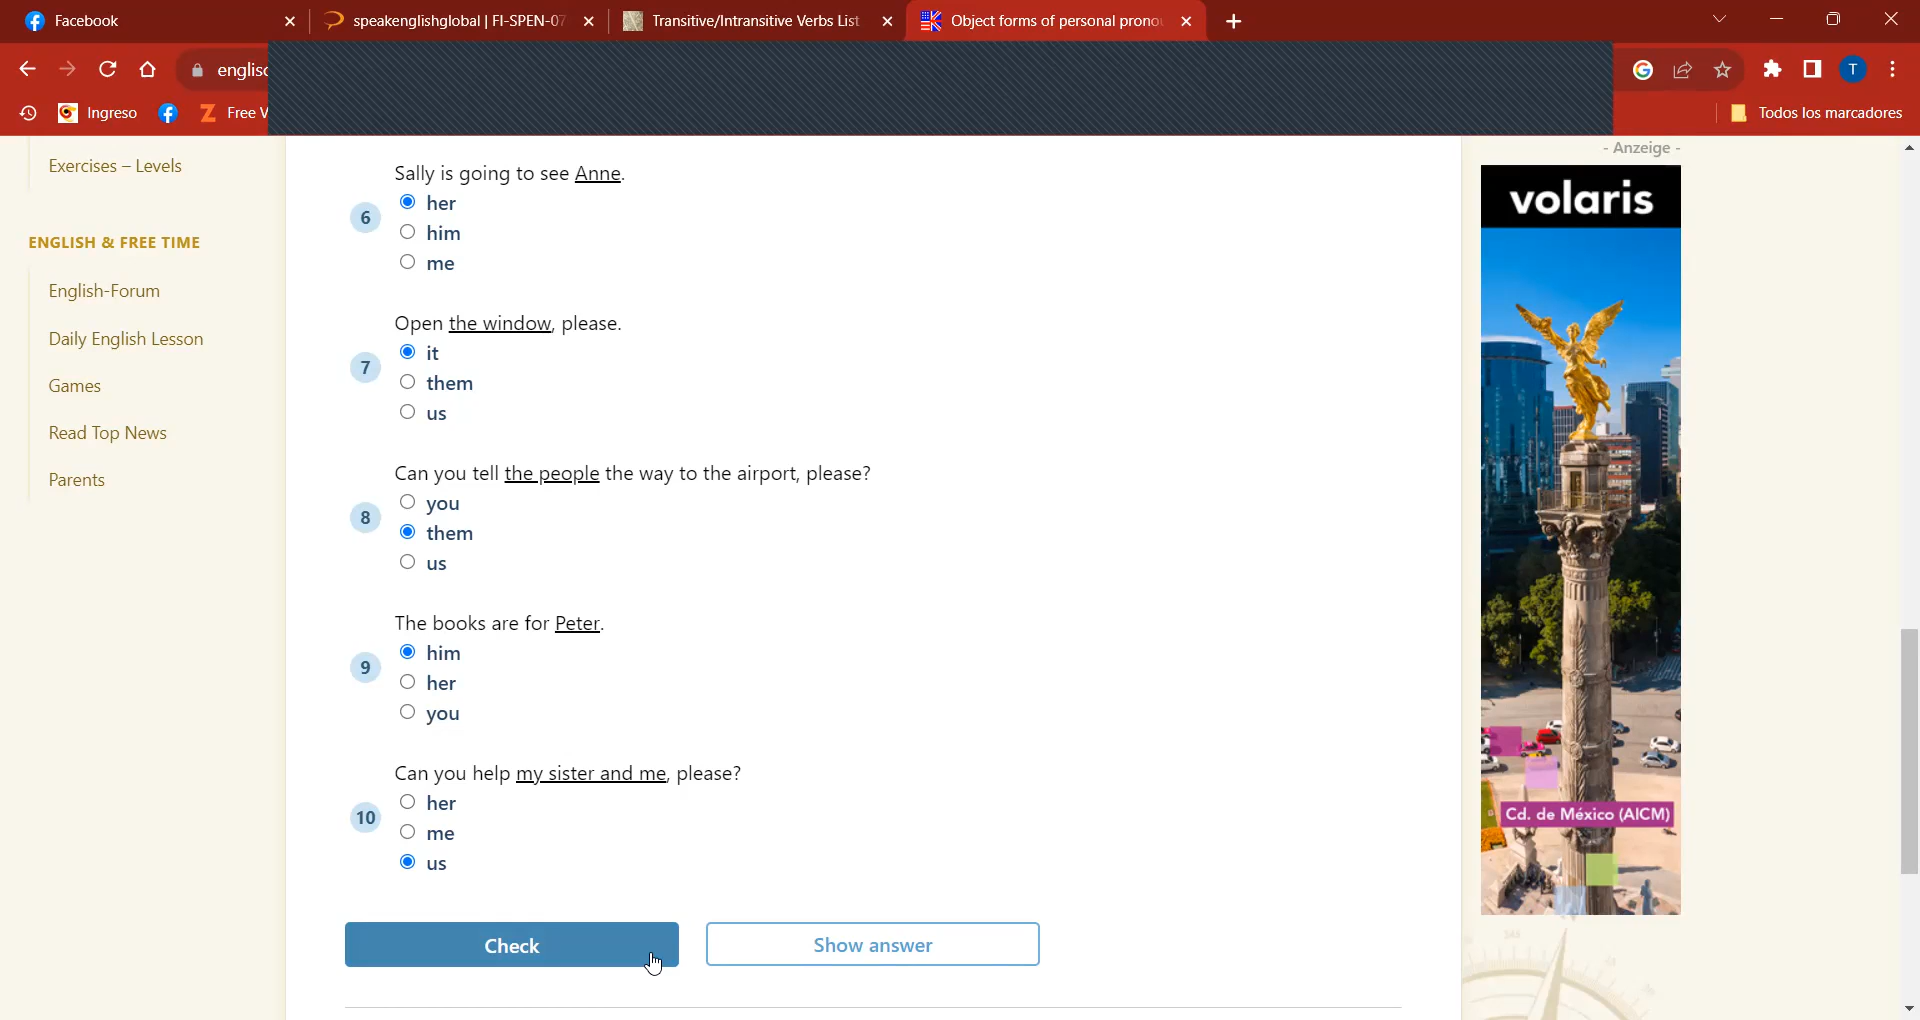 Facebook
speakenglishglobal | FI-SPEN-07
Transitive/Intransitive Verbs List
Object forms of personal prono
englisc
T
Ingreso
Free V
Todos los marcadores
Exercises – Levels
ENGLISH & FREE TIME
English-Forum
Daily English Lesson
Games
Read Top News
Parents
Sally is going to see Anne.
6
her
him
me
Open the window, please.
7
it
them
us
Can you tell the people the way to the airport, please?
8
you
them
us
The books are for Peter.
9
him
her
you
Can you help my sister and me, please?
10
her
me
us
Check
Show answer
- Anzeige -
volaris
Cd. de México (AICM)